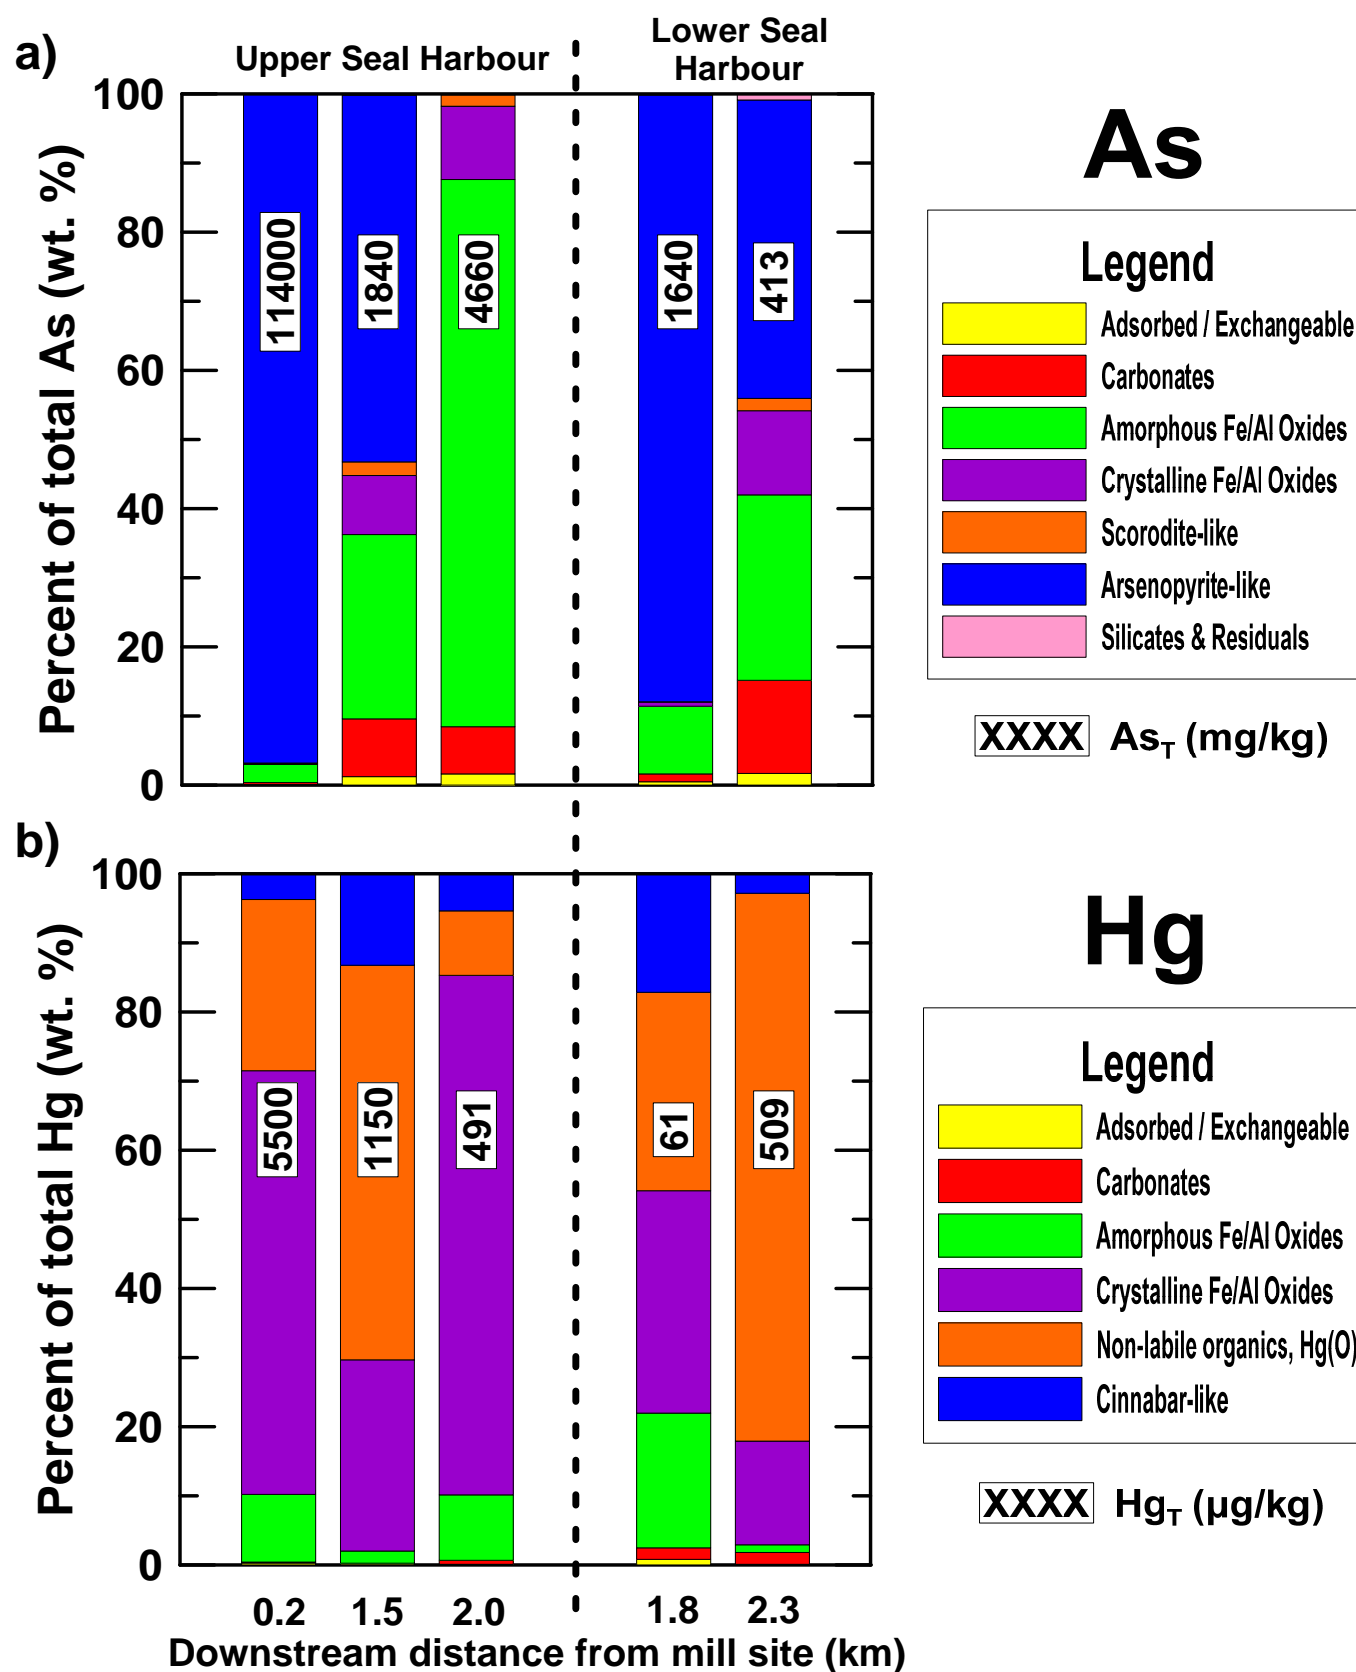 a)
Upper Seal Harbour
Lower Seal
Harbour
Percent of total As (wt. %)
100
80
60
40
20
0
114000
1840
4660
1640
413
As
Legend
Adsorbed / Exchangeable
Carbonates
Amorphous Fe/Al Oxides
Crystalline Fe/Al Oxides
Scorodite-like
Arsenopyrite-like
Silicates & Residuals
XXXX AsT (mg/kg)
b)
Percent of total Hg (wt. %)
100
80
60
40
20
0
5500
1150
491
61
509
Hg
Legend
Adsorbed / Exchangeable
Carbonates
Amorphous Fe/Al Oxides
Crystalline Fe/Al Oxides
Non-labile organics, Hg(O)
Cinnabar-like
XXXX HgT (µg/kg)
0.2 1.5 2.0 1.8 2.3
Downstream distance from mill site (km)